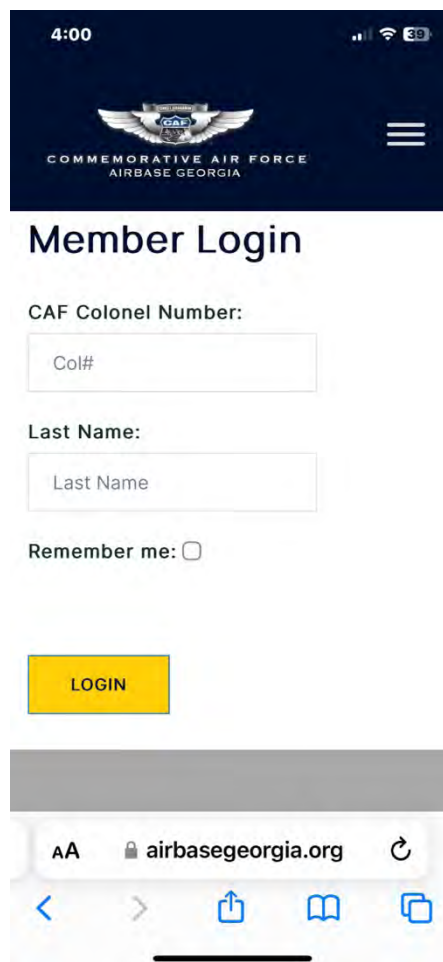 4:00
39
CAF
COMMEMORATIVE AIR FORCE
AIRBASE GEORGIA
Member Login
CAF Colonel Number:
Col#
Last Name:
Last Name
Remember me:
LOGIN
AA airbasegeorgia.org